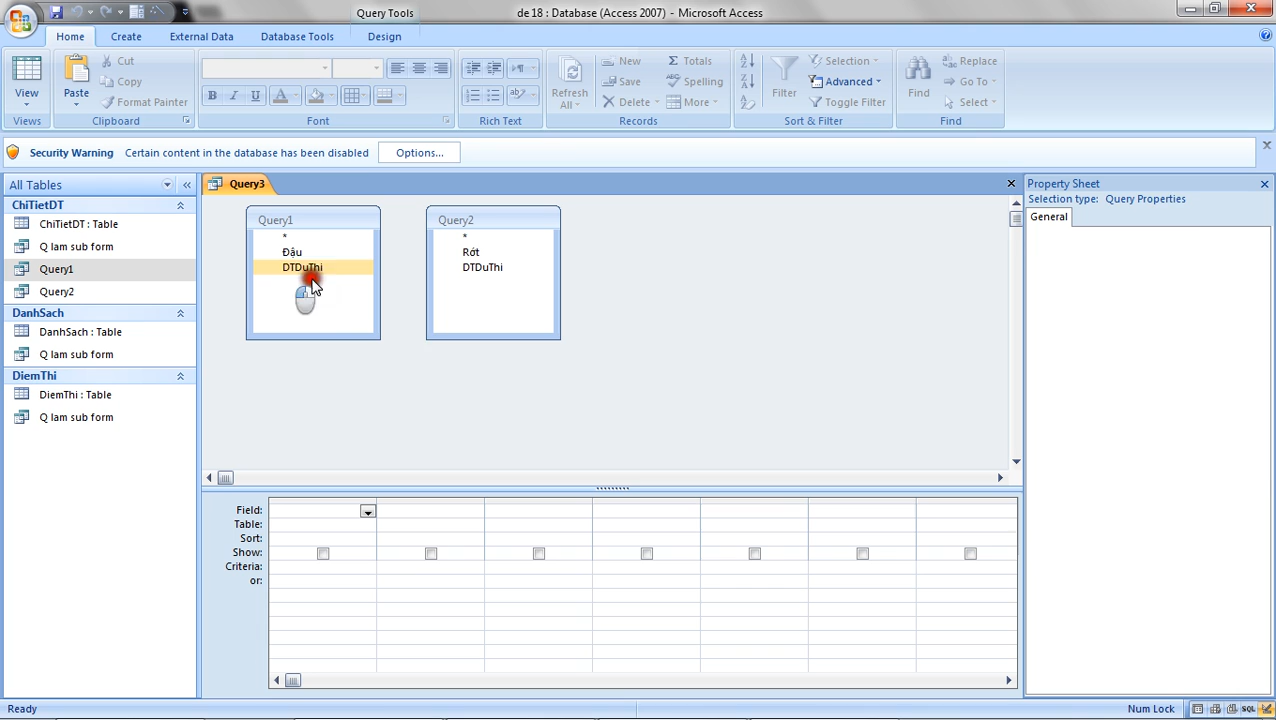 Query Tools
de 18 : Database (Access 2007) - Microsoft Access
Home
Create
External Data
Database Tools
Design
View
Views
Paste
Cut
Copy
Format Painter
Clipboard
B I U A
Font
Rich Text
Refresh
All
New
Save
Delete
Totals
Spelling
More
Records
Filter
Selection
Advanced
Toggle Filter
Sort & Filter
Find
Replace
Go To
Select
Find
Security Warning
Certain content in the database has been disabled
Options...
All Tables
ChiTietDT
ChiTietDT : Table
Q lam sub form
Query1
Query2
DanhSach
DanhSach : Table
Q lam sub form
DiemThi
DiemThi : Table
Q lam sub form
Query3
Query1
*
Đậu
DTDuThi
Query2
*
Rớt
DTDuThi
Field:
Table:
Sort:
Show:
Criteria:
or:
Property Sheet
Selection type: Query Properties
General
Ready
Num Lock
SQL